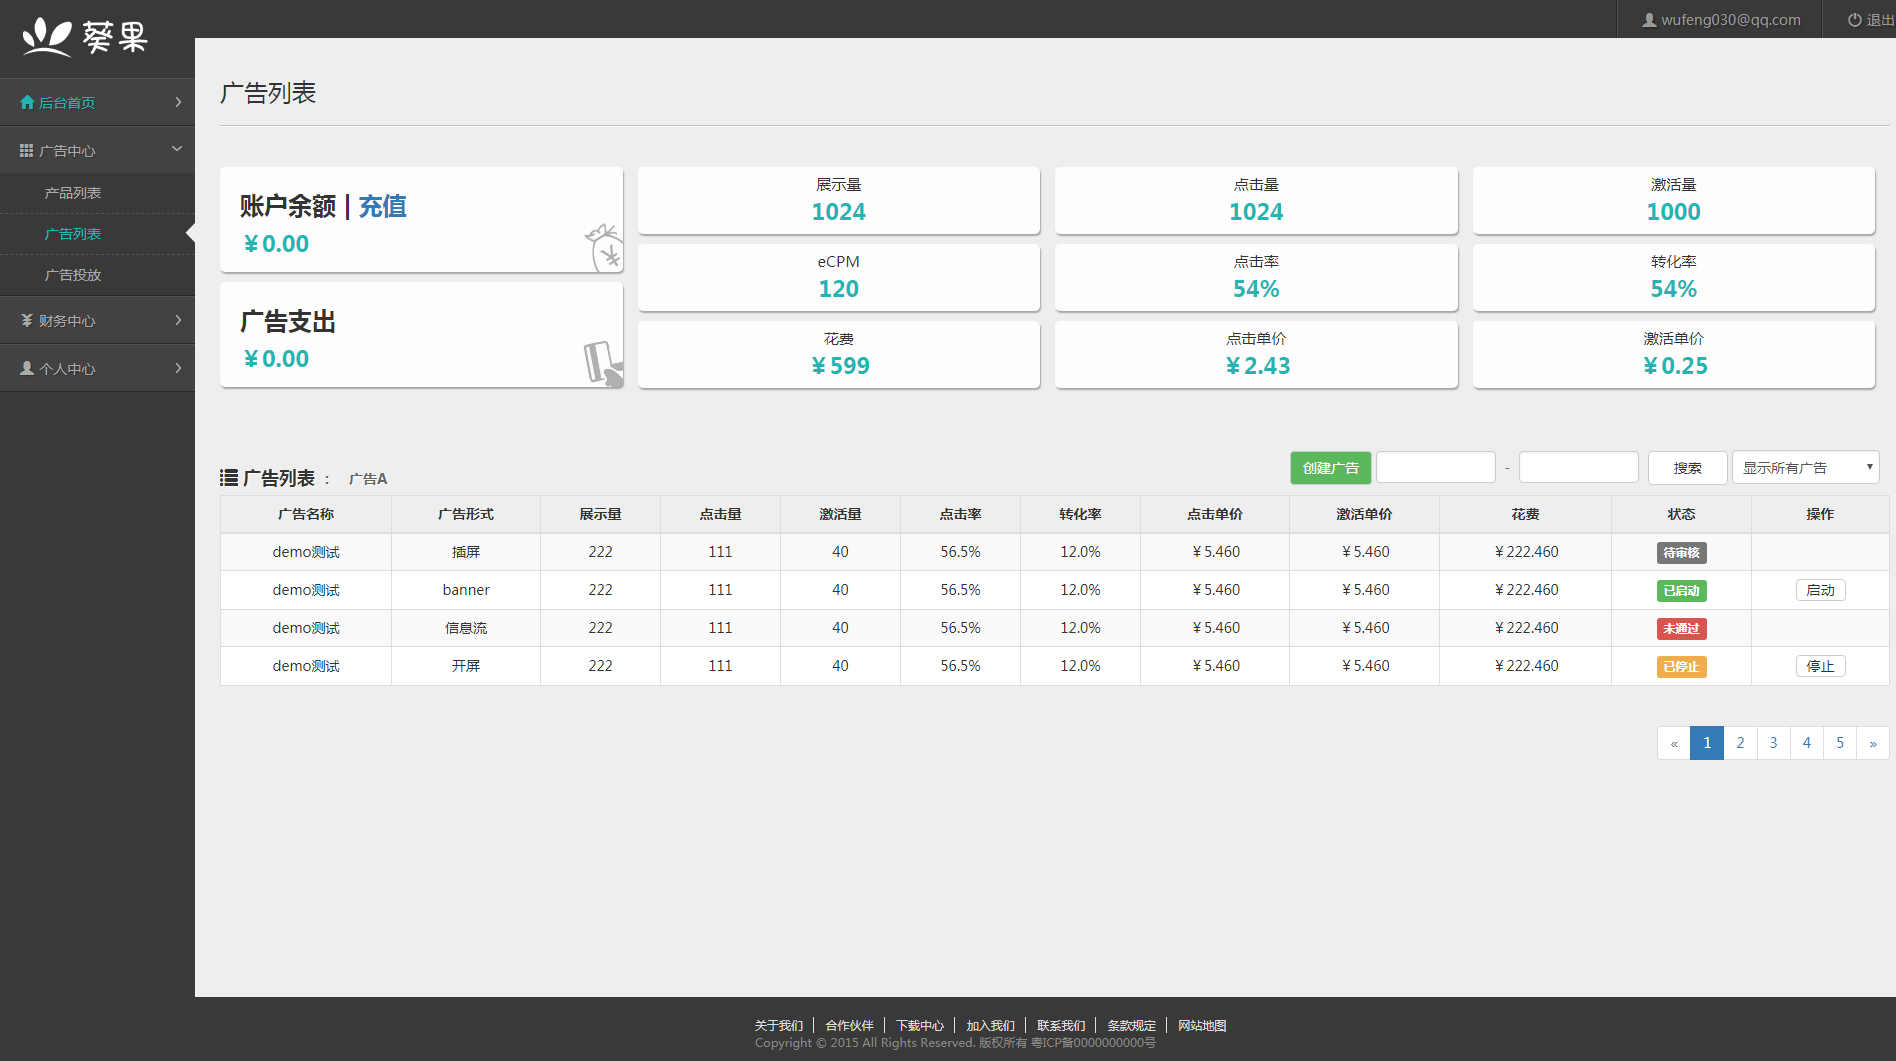 葵果
wufeng030@qq.com
退出
后台首页
广告中心
产品列表
广告列表
广告投放
财务中心
个人中心
广告列表
账户余额 | 充值
¥0.00
广告支出
¥0.00
展示量
1024
点击量
1024
激活量
1000
eCPM
120
点击率
54%
转化率
54%
花费
¥599
点击单价
¥2.43
激活单价
¥0.25
广告列表 : 广告A
创建广告 - 搜索 显示所有广告
广告名称 广告形式 展示量 点击量 激活量 点击率 转化率 点击单价 激活单价 花费 状态 操作
demo测试 插屏 222 111 40 56.5% 12.0% ¥5.460 ¥5.460 ¥222.460 待审核
demo测试 banner 222 111 40 56.5% 12.0% ¥5.460 ¥5.460 ¥222.460 已启动 启动
demo测试 信息流 222 111 40 56.5% 12.0% ¥5.460 ¥5.460 ¥222.460 未通过
demo测试 开屏 222 111 40 56.5% 12.0% ¥5.460 ¥5.460 ¥222.460 已停止 停止
« 1 2 3 4 5 »
关于我们 合作伙伴 下载中心 加入我们 联系我们 条款规定 网站地图
Copyright © 2015 All Rights Reserved. 版权所有 粤ICP备0000000000号